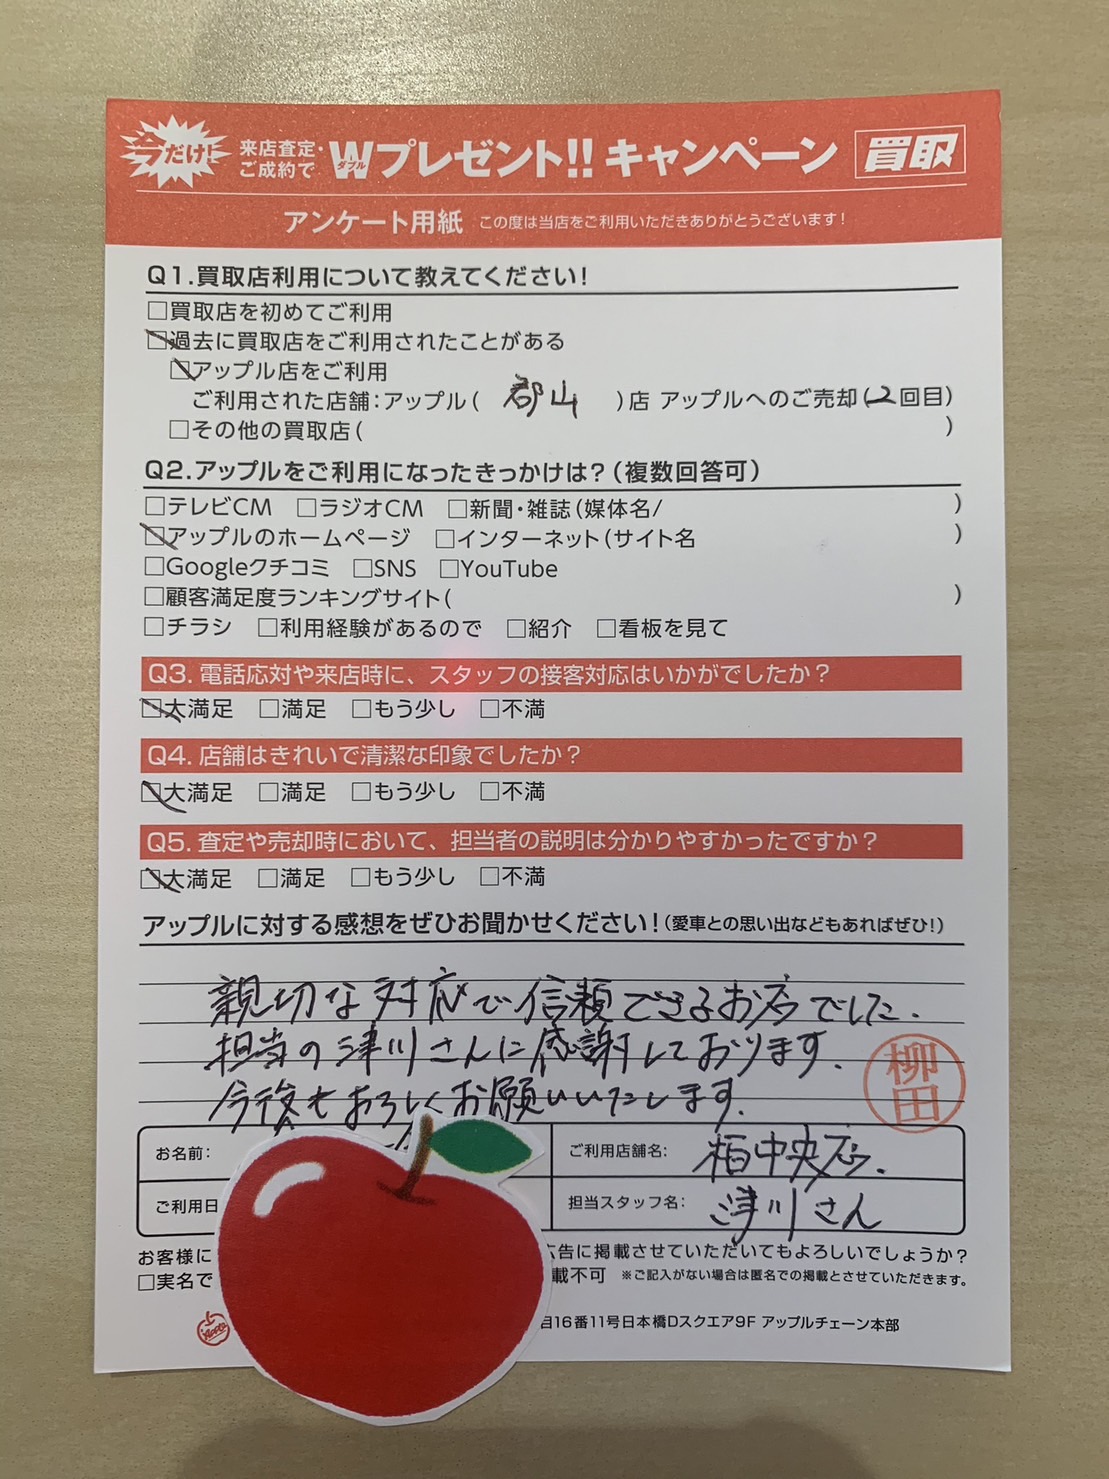 今だけ! 来店査定・ご成約で Wダブルプレゼント!! キャンペーン 買取
アンケート用紙 この度は当店をご利用いただきありがとうございます!
Q1.買取店利用について教えてください!
□買取店を初めてご利用
□過去に買取店をご利用されたことがある
□アップル店をご利用
ご利用された店舗:アップル( 郡山 )店 アップルへのご売却(2回目)
□その他の買取店( )
Q2.アップルをご利用になったきっかけは?(複数回答可)
□テレビCM □ラジオCM □新聞・雑誌(媒体名/ )
□アップルのホームページ □インターネット(サイト名 )
□Googleクチコミ □SNS □YouTube
□顧客満足度ランキングサイト( )
□チラシ □利用経験があるので □紹介 □看板を見て
Q3. 電話応対や来店時に、スタッフの接客対応はいかがでしたか?
□大満足 □満足 □もう少し □不満
Q4. 店舗はきれいで清潔な印象でしたか?
□大満足 □満足 □もう少し □不満
Q5. 査定や売却時において、担当者の説明は分かりやすかったですか?
□大満足 □満足 □もう少し □不満
アップルに対する感想をぜひお聞かせください!(愛車との思い出などもあればぜひ!)
親切な対応で信頼できるお店でした.
担当の津川さんに感謝しております.
今後もよろしくお願いいたします.
柳田
お名前: ご利用店舗名: 柏中央店.
ご利用日 担当スタッフ名: 津川さん
お客様に 広告に掲載させていただいてもよろしいでしょうか?
□実名で 載不可 ※ご記入がない場合は匿名での掲載とさせていただきます。
目16番11号日本橋Dスクエア9F アップルチェーン本部